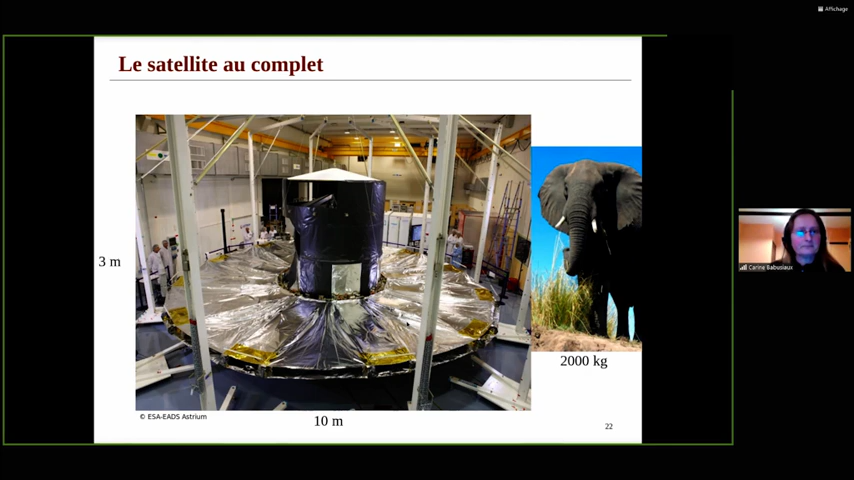 Affichage
Le satellite au complet
3 m
2000 kg
© ESA-EADS Astrium
10 m
22
Carine Babusiaux